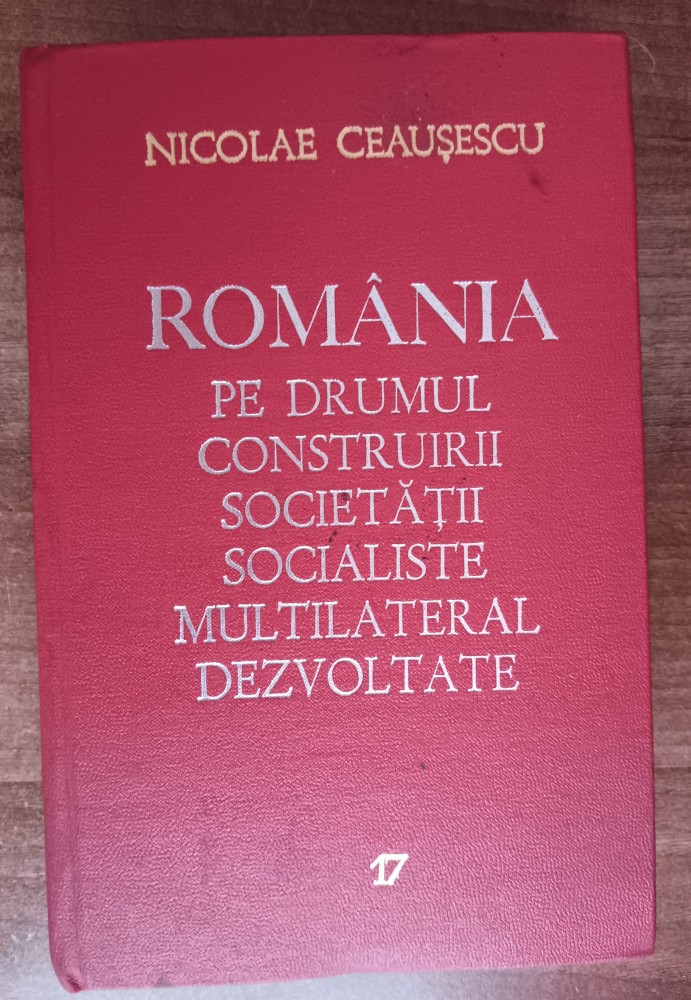 NICOLAE CEAUȘESCU
ROMÂNIA
PE DRUMUL
CONSTRUIRII
SOCIETĂȚII
SOCIALISTE
MULTILATERAL
DEZVOLTATE
17